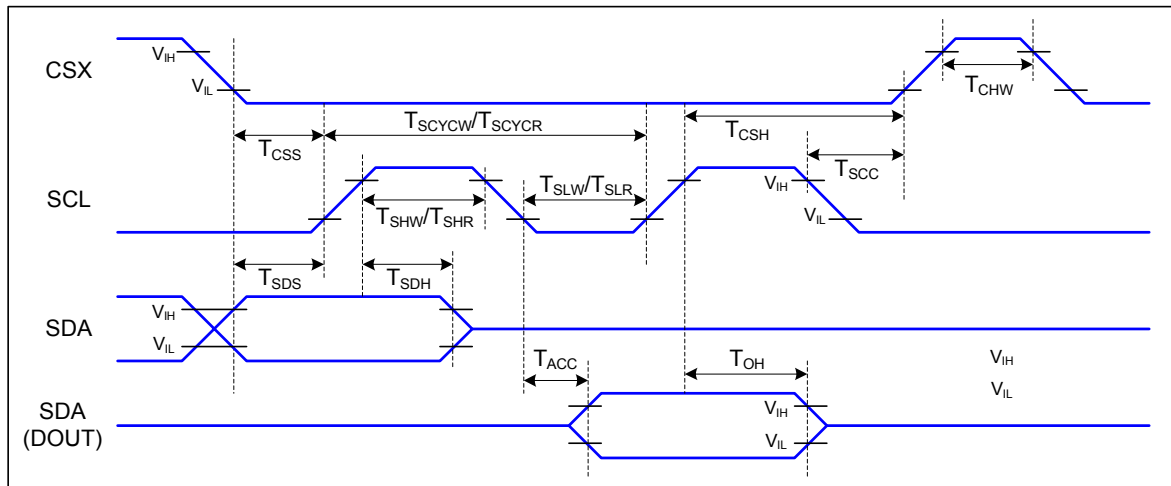 CSX
VIH
VIL
TCHW
TSCYCW/TSCYCR
TCSS
TCSH
TSCC
SCL
TSHW/TSHR
TSLW/TSLR
VIH
VIL
TSDS
TSDH
SDA
VIH
VIL
VIH
VIL
TACC
TOH
SDA
(DOUT)
VIH
VIL